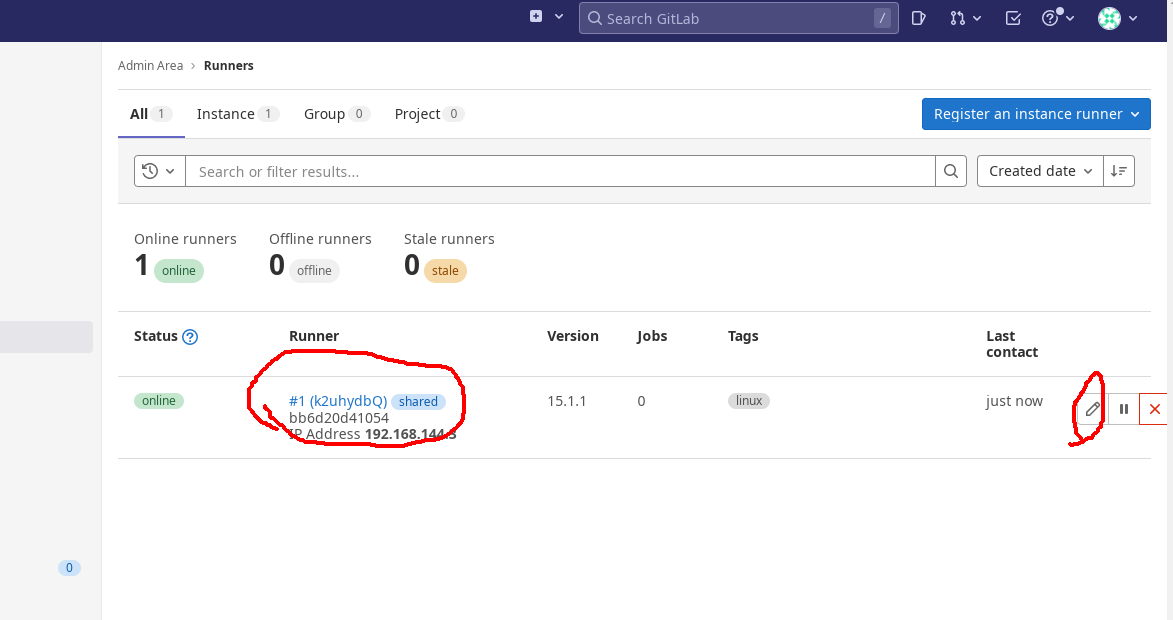 Search GitLab /
Admin Area › Runners
All 1 Instance 1 Group 0 Project 0 Register an instance runner
Search or filter results... Created date
Online runners Offline runners Stale runners
1 online 0 offline 0 stale
Status Runner Version Jobs Tags Last contact
online #1 (k2uhydbQ) shared 15.1.1 0 linux just now
bb6d20d41054
IP Address 192.168.144.3
0